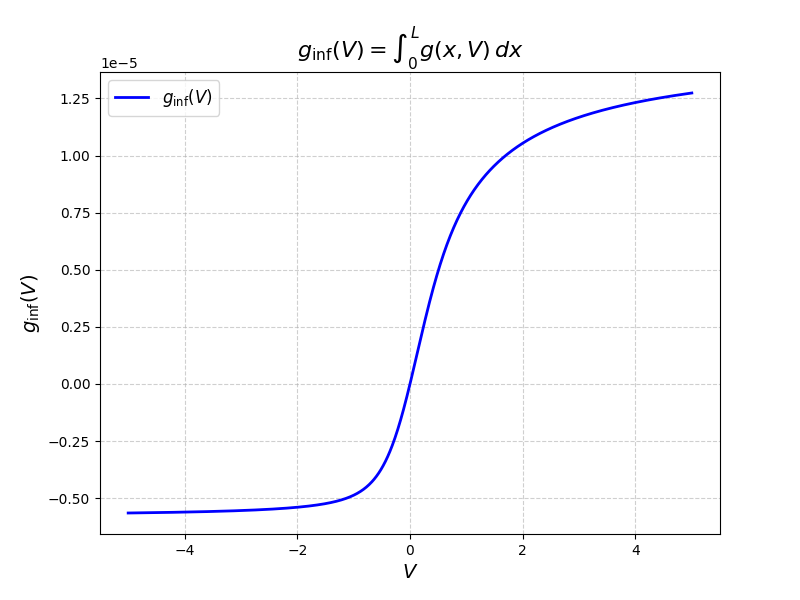 g_inf(V) = ∫_0^L g(x, V) dx
1e−5
g_inf(V)
1.25
1.00
0.75
0.50
0.25
0.00
−0.25
−0.50
g_inf(V)
−4
−2
0
2
4
V